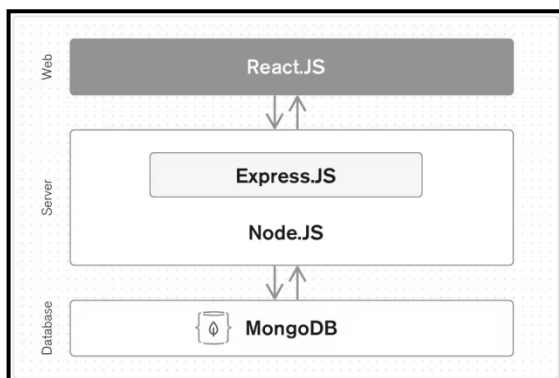 Web
React.JS
Server
Express.JS
Node.JS
Database
MongoDB